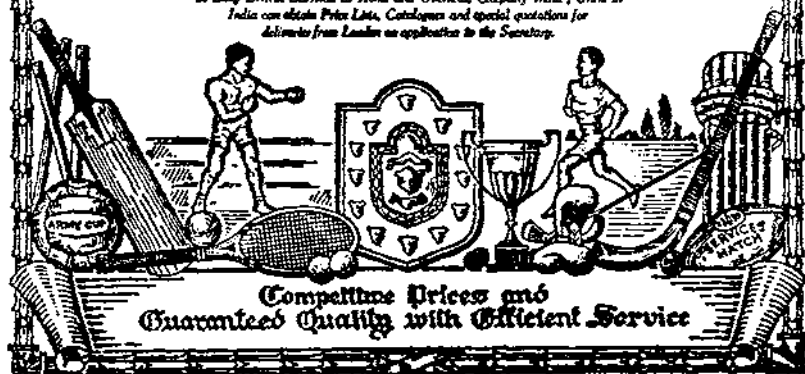 India can obtain Price Lists, Catalogues and special quotations for
deliveries from London on application to the Secretary.
ARMY CUP
SERVICES
MATCH
Competitive Prices and
Guaranteed Quality with Efficient Service